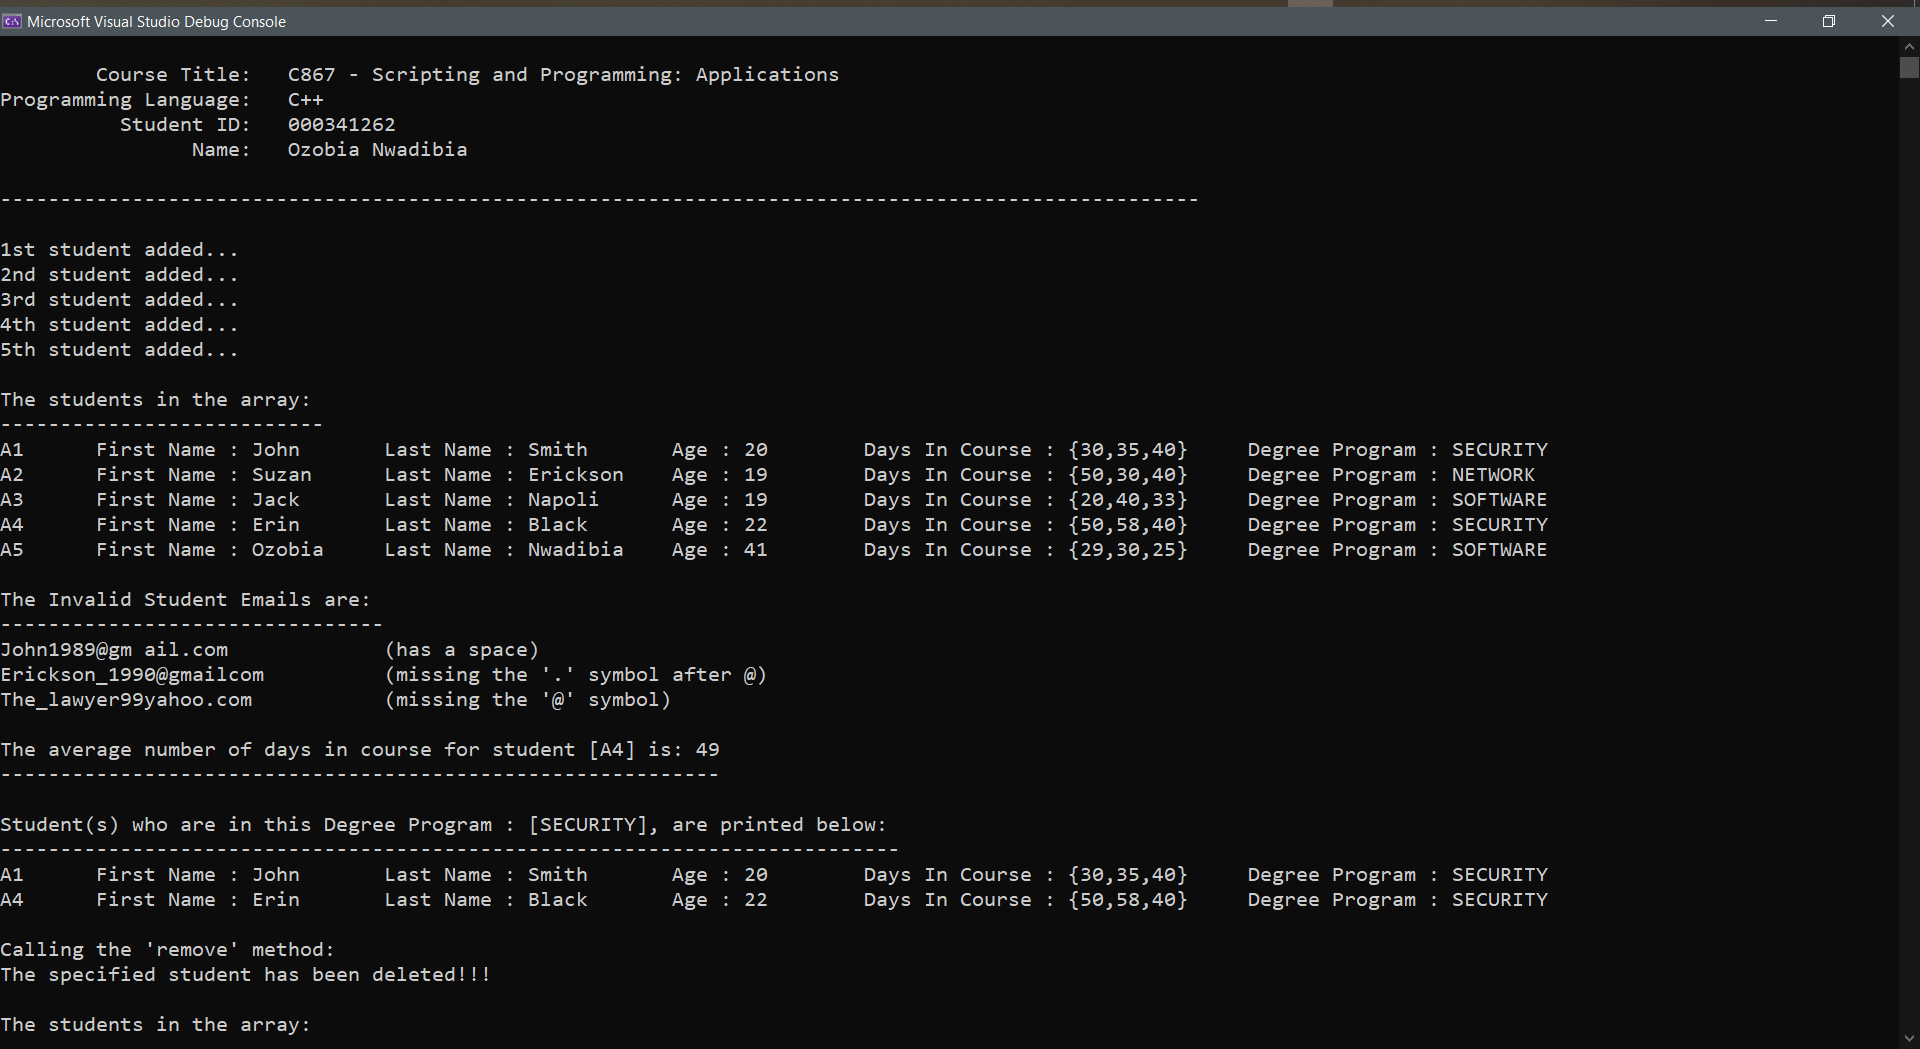 Microsoft Visual Studio Debug Console
Course Title:   C867 - Scripting and Programming: Applications
Programming Language:   C++
Student ID:   000341262
Name:   Ozobia Nwadibia
----------------------------------------------------------------------------------------------------
1st student added...
2nd student added...
3rd student added...
4th student added...
5th student added...
The students in the array:
---------------------------
A1      First Name : John       Last Name : Smith       Age : 20        Days In Course : {30,35,40}     Degree Program : SECURITY
A2      First Name : Suzan      Last Name : Erickson    Age : 19        Days In Course : {50,30,40}     Degree Program : NETWORK
A3      First Name : Jack       Last Name : Napoli      Age : 19        Days In Course : {20,40,33}     Degree Program : SOFTWARE
A4      First Name : Erin       Last Name : Black       Age : 22        Days In Course : {50,58,40}     Degree Program : SECURITY
A5      First Name : Ozobia     Last Name : Nwadibia    Age : 41        Days In Course : {29,30,25}     Degree Program : SOFTWARE
The Invalid Student Emails are:
--------------------------------
John1989@gm ail.com             (has a space)
Erickson_1990@gmailcom          (missing the '.' symbol after @)
The_lawyer99yahoo.com           (missing the '@' symbol)
The average number of days in course for student [A4] is: 49
------------------------------------------------------------
Student(s) who are in this Degree Program : [SECURITY], are printed below:
---------------------------------------------------------------------------
A1      First Name : John       Last Name : Smith       Age : 20        Days In Course : {30,35,40}     Degree Program : SECURITY
A4      First Name : Erin       Last Name : Black       Age : 22        Days In Course : {50,58,40}     Degree Program : SECURITY
Calling the 'remove' method:
The specified student has been deleted!!!
The students in the array: